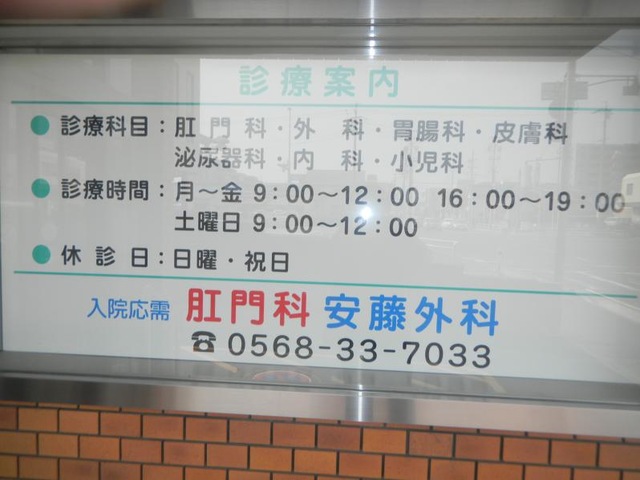 診療案内
●診療科目：肛門科・外科・胃腸科・皮膚科
泌尿器科・内科・小児科
●診療時間：月～金 9：00～12：00 16：00～19：00
土曜日 9：00～12：00
●休診日：日曜・祝日
入院応需 肛門科 安藤外科
☎0568-33-7033